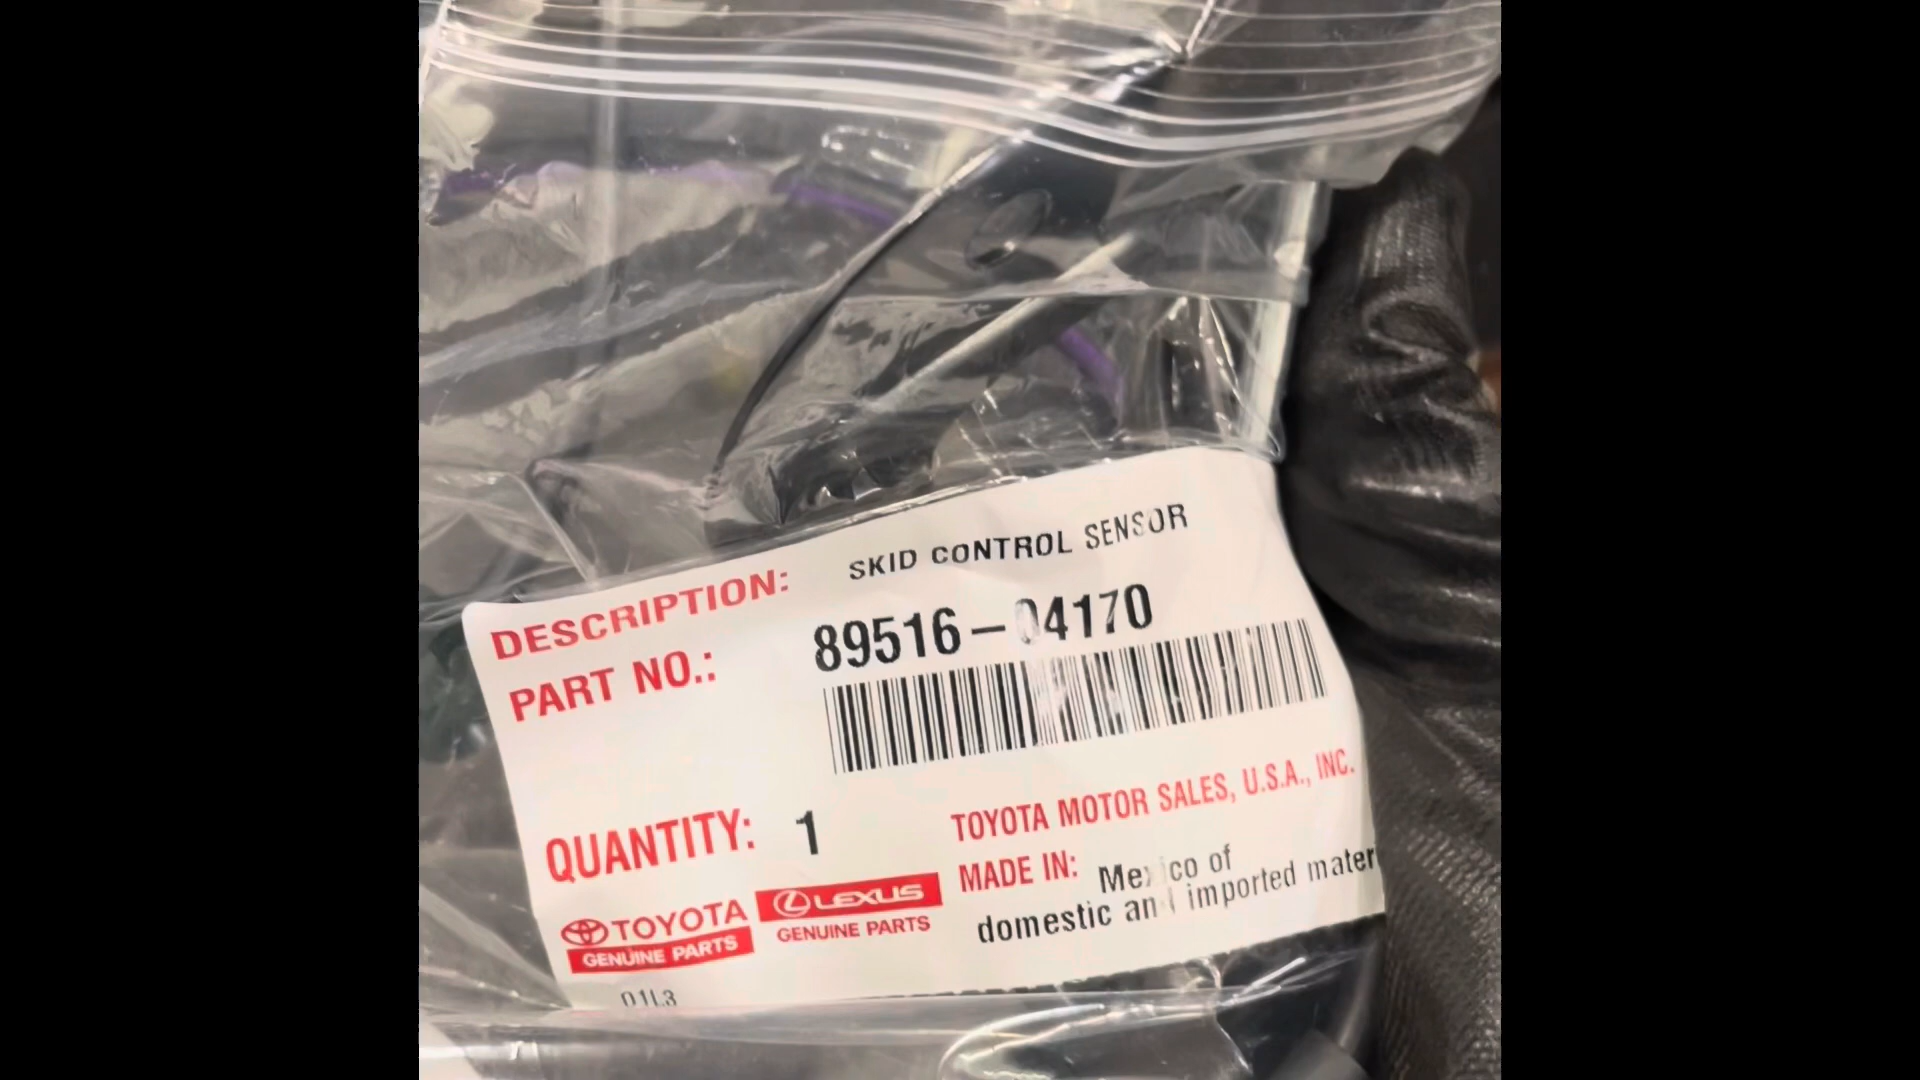 DESCRIPTION: SKID CONTROL SENSOR
PART NO.: 89516-04170
QUANTITY: 1
TOYOTA MOTOR SALES, U.S.A., INC.
MADE IN: Mexico of
domestic and imported mater
TOYOTA
GENUINE PARTS
LEXUS
GENUINE PARTS
01L3